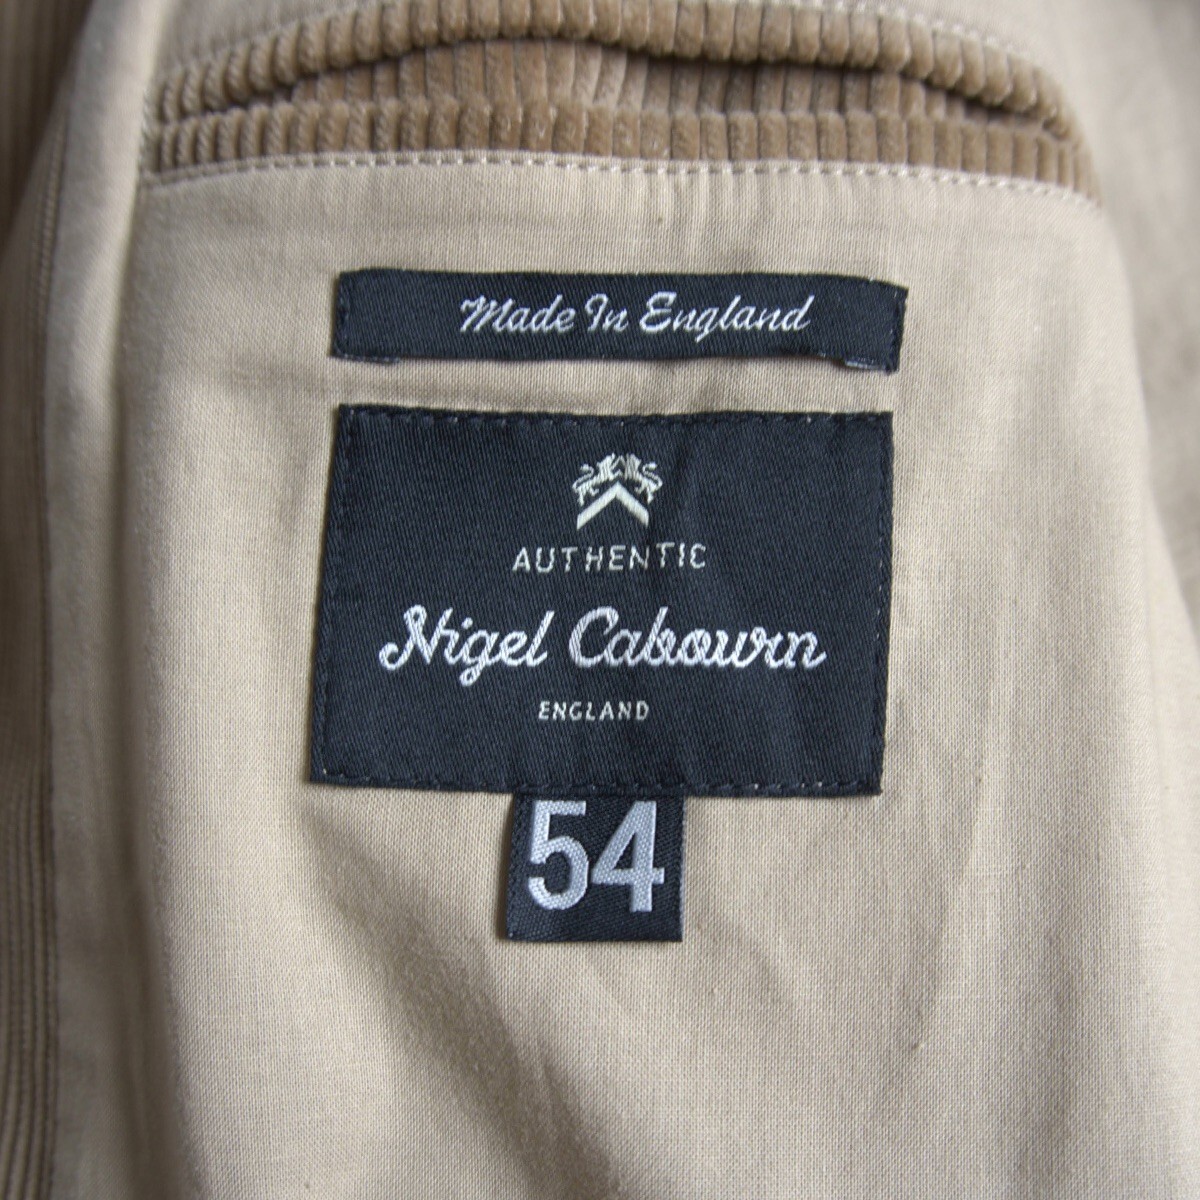 Made In England
AUTHENTIC
Nigel Cabourn
ENGLAND
54